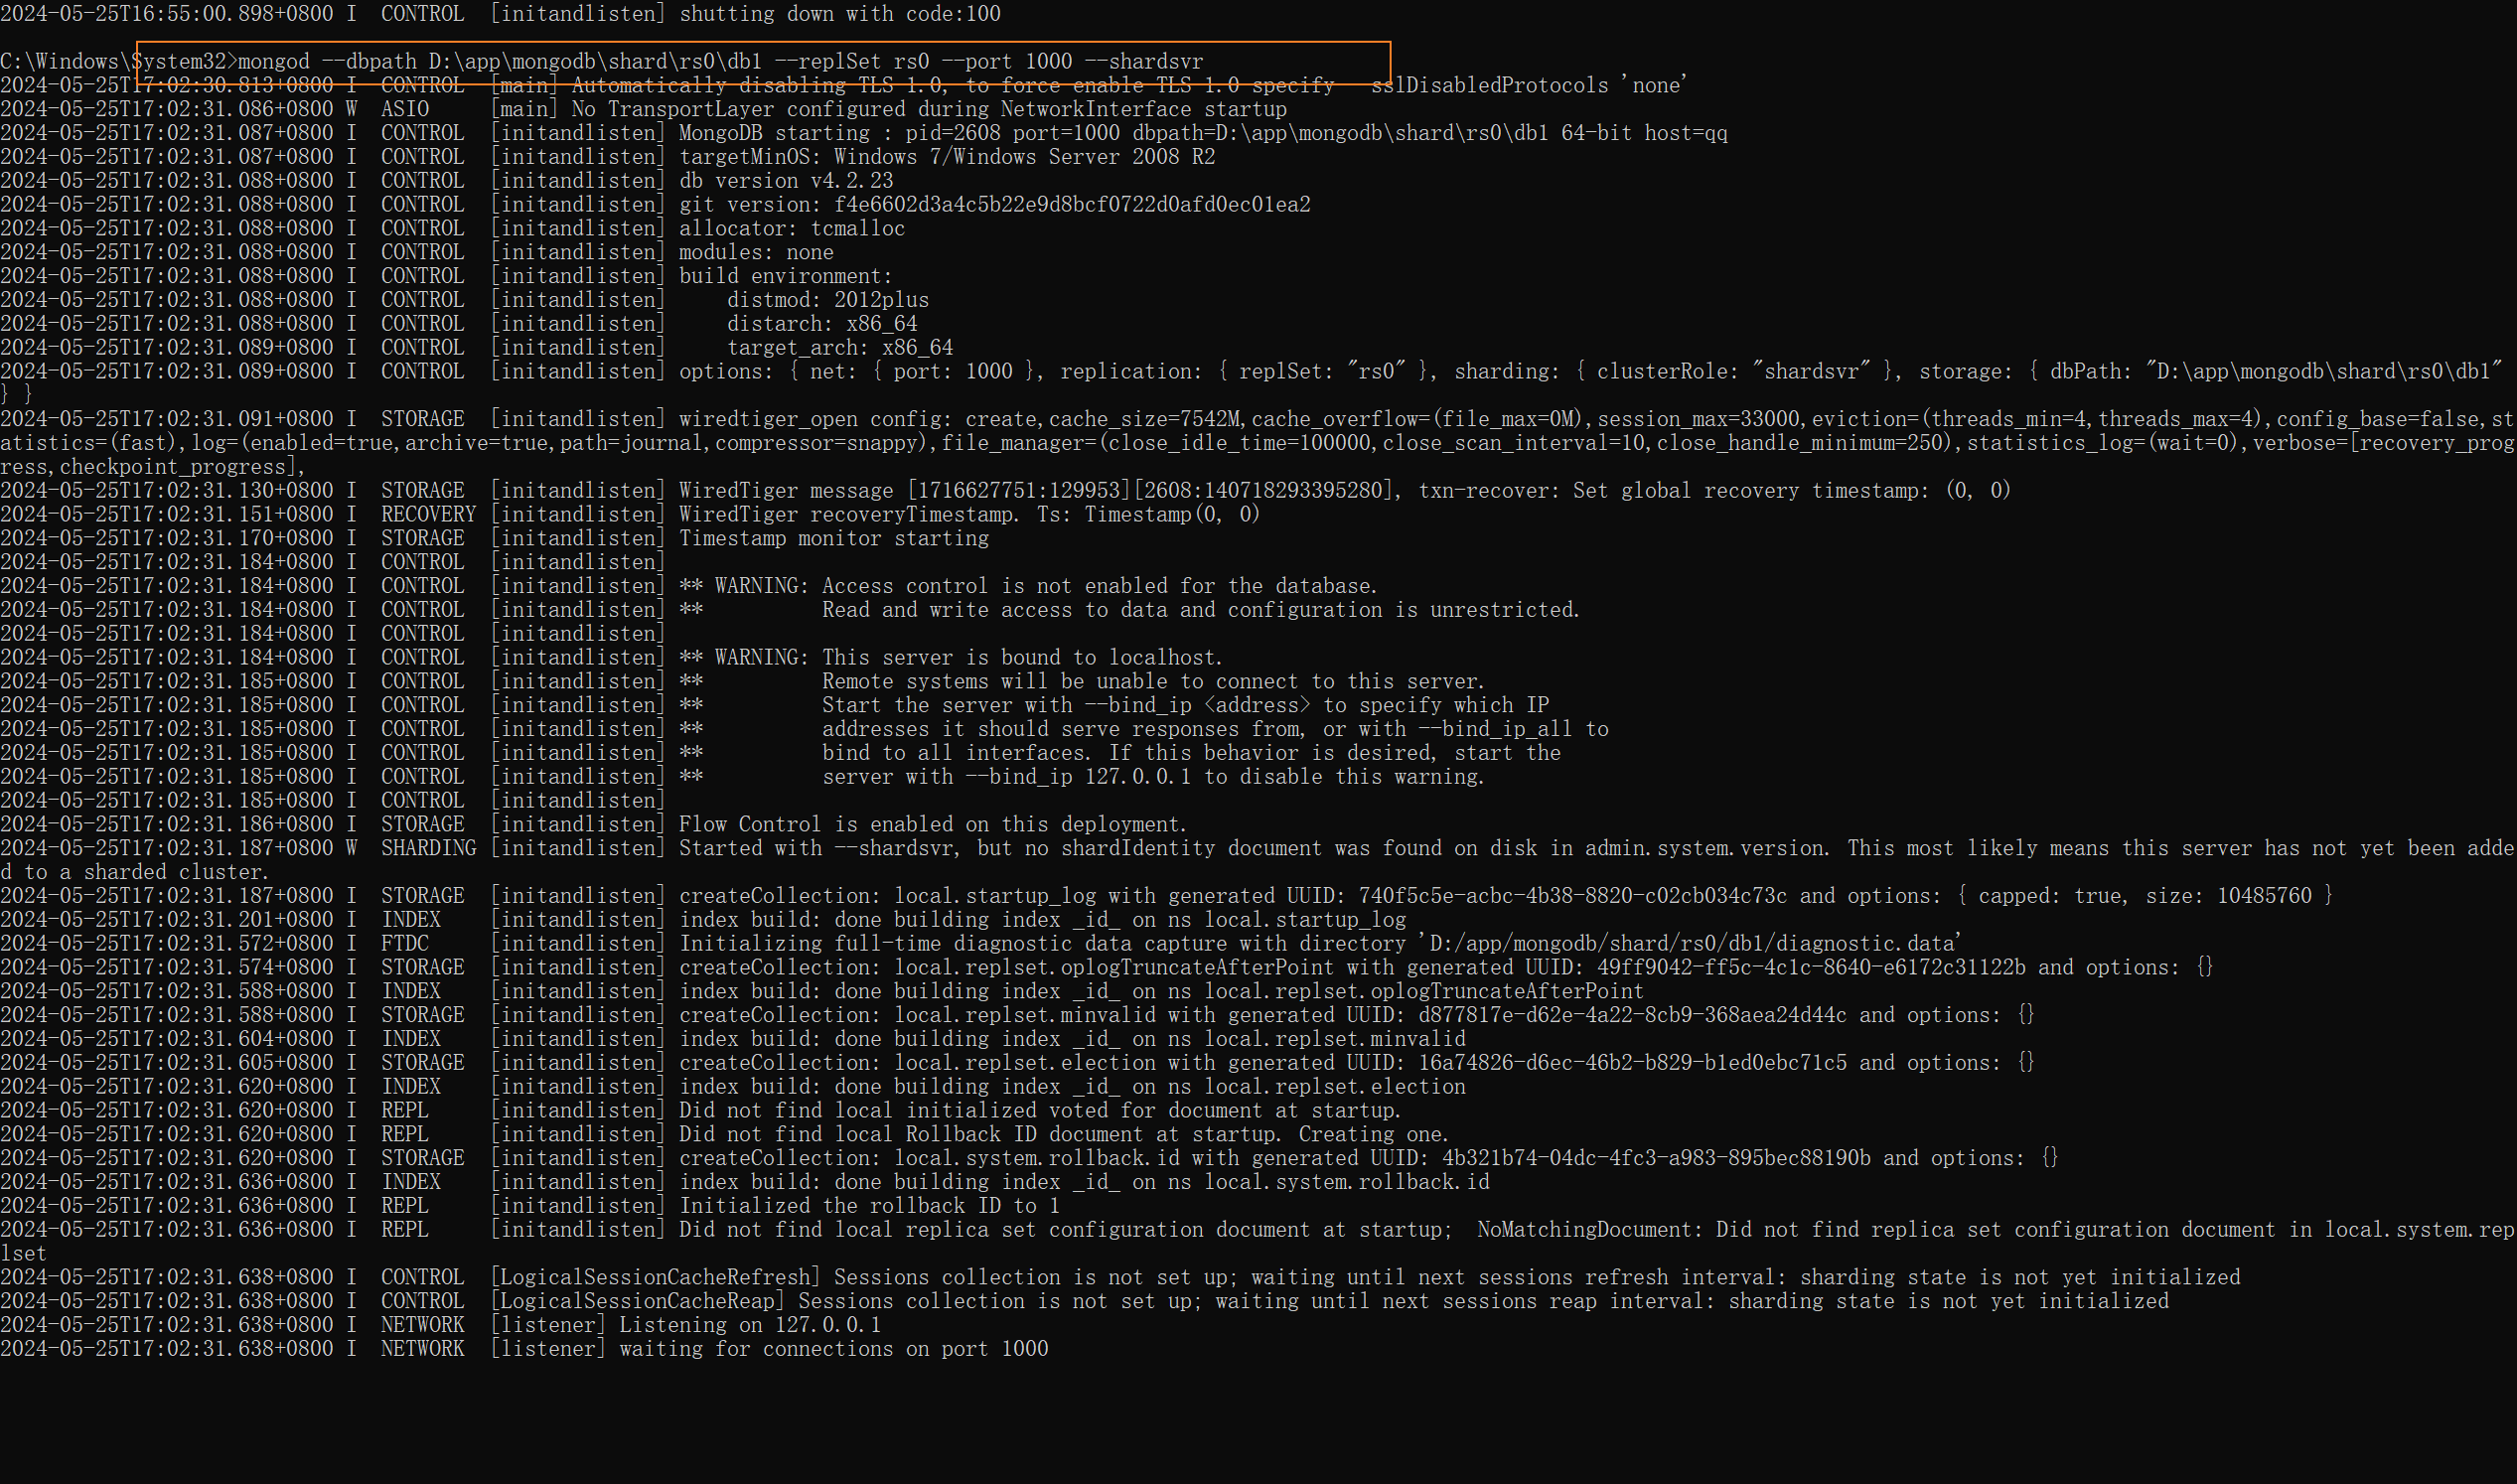 2024-05-25T16:55:00.898+0800 I  CONTROL  [initandlisten] shutting down with code:100
C:\Windows\System32>mongod --dbpath D:\app\mongodb\shard\rs0\db1 --replSet rs0 --port 1000 --shardsvr
2024-05-25T17:02:30.813+0800 I  CONTROL  [main] Automatically disabling TLS 1.0, to force enable TLS 1.0 specify   sslDisabledProtocols 'none'
2024-05-25T17:02:31.086+0800 W  ASIO     [main] No TransportLayer configured during NetworkInterface startup
2024-05-25T17:02:31.087+0800 I  CONTROL  [initandlisten] MongoDB starting : pid=2608 port=1000 dbpath=D:\app\mongodb\shard\rs0\db1 64-bit host=qq
2024-05-25T17:02:31.087+0800 I  CONTROL  [initandlisten] targetMinOS: Windows 7/Windows Server 2008 R2
2024-05-25T17:02:31.088+0800 I  CONTROL  [initandlisten] db version v4.2.23
2024-05-25T17:02:31.088+0800 I  CONTROL  [initandlisten] git version: f4e6602d3a4c5b22e9d8bcf0722d0afd0ec01ea2
2024-05-25T17:02:31.088+0800 I  CONTROL  [initandlisten] allocator: tcmalloc
2024-05-25T17:02:31.088+0800 I  CONTROL  [initandlisten] modules: none
2024-05-25T17:02:31.088+0800 I  CONTROL  [initandlisten] build environment:
2024-05-25T17:02:31.088+0800 I  CONTROL  [initandlisten]     distmod: 2012plus
2024-05-25T17:02:31.088+0800 I  CONTROL  [initandlisten]     distarch: x86_64
2024-05-25T17:02:31.089+0800 I  CONTROL  [initandlisten]     target_arch: x86_64
2024-05-25T17:02:31.089+0800 I  CONTROL  [initandlisten] options: { net: { port: 1000 }, replication: { replSet: "rs0" }, sharding: { clusterRole: "shardsvr" }, storage: { dbPath: "D:\app\mongodb\shard\rs0\db1"
} }
2024-05-25T17:02:31.091+0800 I  STORAGE  [initandlisten] wiredtiger_open config: create,cache_size=7542M,cache_overflow=(file_max=0M),session_max=33000,eviction=(threads_min=4,threads_max=4),config_base=false,st
atistics=(fast),log=(enabled=true,archive=true,path=journal,compressor=snappy),file_manager=(close_idle_time=100000,close_scan_interval=10,close_handle_minimum=250),statistics_log=(wait=0),verbose=[recovery_prog
ress,checkpoint_progress],
2024-05-25T17:02:31.130+0800 I  STORAGE  [initandlisten] WiredTiger message [1716627751:129953][2608:140718293395280], txn-recover: Set global recovery timestamp: (0, 0)
2024-05-25T17:02:31.151+0800 I  RECOVERY [initandlisten] WiredTiger recoveryTimestamp. Ts: Timestamp(0, 0)
2024-05-25T17:02:31.170+0800 I  STORAGE  [initandlisten] Timestamp monitor starting
2024-05-25T17:02:31.184+0800 I  CONTROL  [initandlisten]
2024-05-25T17:02:31.184+0800 I  CONTROL  [initandlisten] ** WARNING: Access control is not enabled for the database.
2024-05-25T17:02:31.184+0800 I  CONTROL  [initandlisten] **          Read and write access to data and configuration is unrestricted.
2024-05-25T17:02:31.184+0800 I  CONTROL  [initandlisten]
2024-05-25T17:02:31.184+0800 I  CONTROL  [initandlisten] ** WARNING: This server is bound to localhost.
2024-05-25T17:02:31.185+0800 I  CONTROL  [initandlisten] **          Remote systems will be unable to connect to this server.
2024-05-25T17:02:31.185+0800 I  CONTROL  [initandlisten] **          Start the server with --bind_ip <address> to specify which IP
2024-05-25T17:02:31.185+0800 I  CONTROL  [initandlisten] **          addresses it should serve responses from, or with --bind_ip_all to
2024-05-25T17:02:31.185+0800 I  CONTROL  [initandlisten] **          bind to all interfaces. If this behavior is desired, start the
2024-05-25T17:02:31.185+0800 I  CONTROL  [initandlisten] **          server with --bind_ip 127.0.0.1 to disable this warning.
2024-05-25T17:02:31.185+0800 I  CONTROL  [initandlisten]
2024-05-25T17:02:31.186+0800 I  STORAGE  [initandlisten] Flow Control is enabled on this deployment.
2024-05-25T17:02:31.187+0800 W  SHARDING [initandlisten] Started with --shardsvr, but no shardIdentity document was found on disk in admin.system.version. This most likely means this server has not yet been adde
d to a sharded cluster.
2024-05-25T17:02:31.187+0800 I  STORAGE  [initandlisten] createCollection: local.startup_log with generated UUID: 740f5c5e-acbc-4b38-8820-c02cb034c73c and options: { capped: true, size: 10485760 }
2024-05-25T17:02:31.201+0800 I  INDEX    [initandlisten] index build: done building index _id_ on ns local.startup_log
2024-05-25T17:02:31.572+0800 I  FTDC     [initandlisten] Initializing full-time diagnostic data capture with directory 'D:/app/mongodb/shard/rs0/db1/diagnostic.data'
2024-05-25T17:02:31.574+0800 I  STORAGE  [initandlisten] createCollection: local.replset.oplogTruncateAfterPoint with generated UUID: 49ff9042-ff5c-4c1c-8640-e6172c31122b and options: {}
2024-05-25T17:02:31.588+0800 I  INDEX    [initandlisten] index build: done building index _id_ on ns local.replset.oplogTruncateAfterPoint
2024-05-25T17:02:31.588+0800 I  STORAGE  [initandlisten] createCollection: local.replset.minvalid with generated UUID: d877817e-d62e-4a22-8cb9-368aea24d44c and options: {}
2024-05-25T17:02:31.604+0800 I  INDEX    [initandlisten] index build: done building index _id_ on ns local.replset.minvalid
2024-05-25T17:02:31.605+0800 I  STORAGE  [initandlisten] createCollection: local.replset.election with generated UUID: 16a74826-d6ec-46b2-b829-b1ed0ebc71c5 and options: {}
2024-05-25T17:02:31.620+0800 I  INDEX    [initandlisten] index build: done building index _id_ on ns local.replset.election
2024-05-25T17:02:31.620+0800 I  REPL     [initandlisten] Did not find local initialized voted for document at startup.
2024-05-25T17:02:31.620+0800 I  REPL     [initandlisten] Did not find local Rollback ID document at startup. Creating one.
2024-05-25T17:02:31.620+0800 I  STORAGE  [initandlisten] createCollection: local.system.rollback.id with generated UUID: 4b321b74-04dc-4fc3-a983-895bec88190b and options: {}
2024-05-25T17:02:31.636+0800 I  INDEX    [initandlisten] index build: done building index _id_ on ns local.system.rollback.id
2024-05-25T17:02:31.636+0800 I  REPL     [initandlisten] Initialized the rollback ID to 1
2024-05-25T17:02:31.636+0800 I  REPL     [initandlisten] Did not find local replica set configuration document at startup;  NoMatchingDocument: Did not find replica set configuration document in local.system.rep
lset
2024-05-25T17:02:31.638+0800 I  CONTROL  [LogicalSessionCacheRefresh] Sessions collection is not set up; waiting until next sessions refresh interval: sharding state is not yet initialized
2024-05-25T17:02:31.638+0800 I  CONTROL  [LogicalSessionCacheReap] Sessions collection is not set up; waiting until next sessions reap interval: sharding state is not yet initialized
2024-05-25T17:02:31.638+0800 I  NETWORK  [listener] Listening on 127.0.0.1
2024-05-25T17:02:31.638+0800 I  NETWORK  [listener] waiting for connections on port 1000